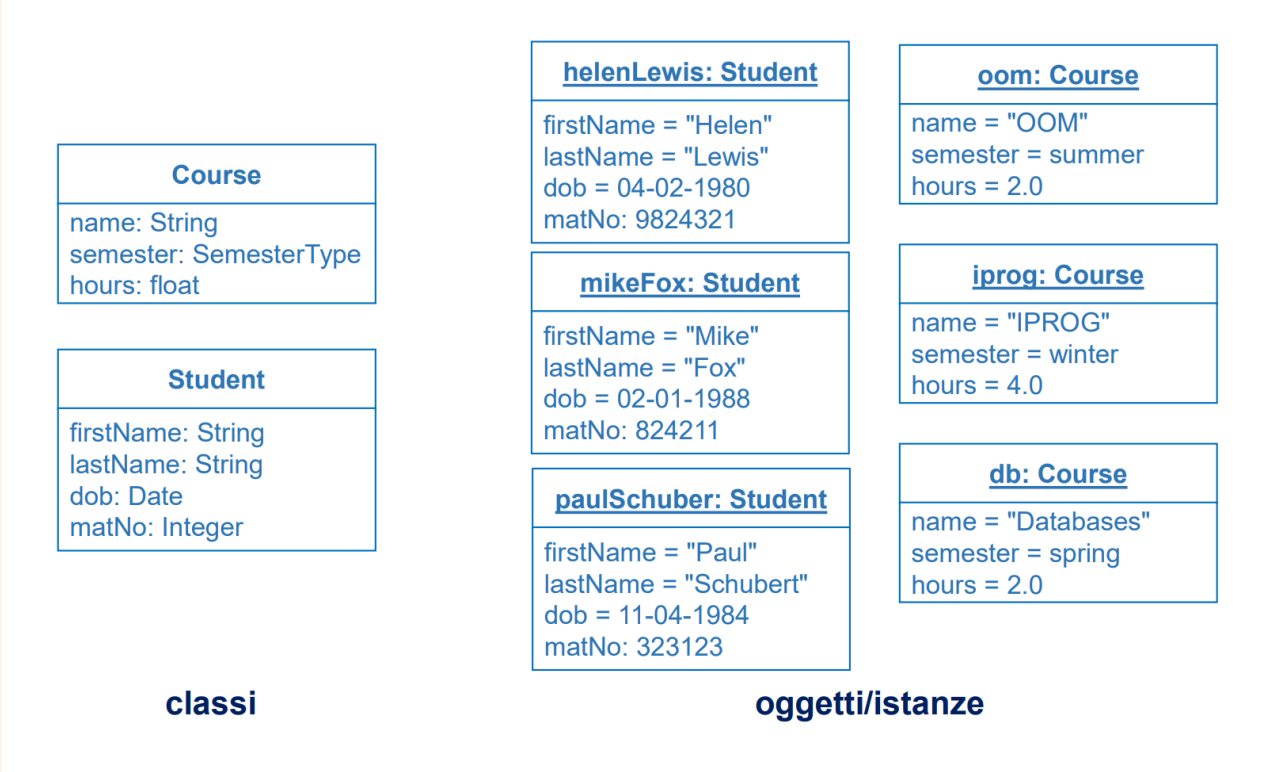 Course
name: String
semester: SemesterType
hours: float
Student
firstName: String
lastName: String
dob: Date
matNo: Integer
classi
helenLewis: Student
firstName = "Helen"
lastName = "Lewis"
dob = 04-02-1980
matNo: 9824321
mikeFox: Student
firstName = "Mike"
lastName = "Fox"
dob = 02-01-1988
matNo: 824211
paulSchuber: Student
firstName = "Paul"
lastName = "Schubert"
dob = 11-04-1984
matNo: 323123
oom: Course
name = "OOM"
semester = summer
hours = 2.0
iprog: Course
name = "IPROG"
semester = winter
hours = 4.0
db: Course
name = "Databases"
semester = spring
hours = 2.0
oggetti/istanze